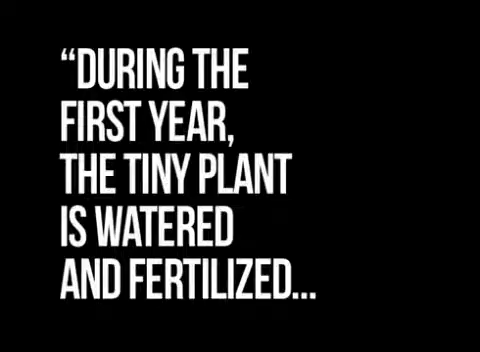 “DURING THE
FIRST YEAR,
THE TINY PLANT
IS WATERED
AND FERTILIZED...